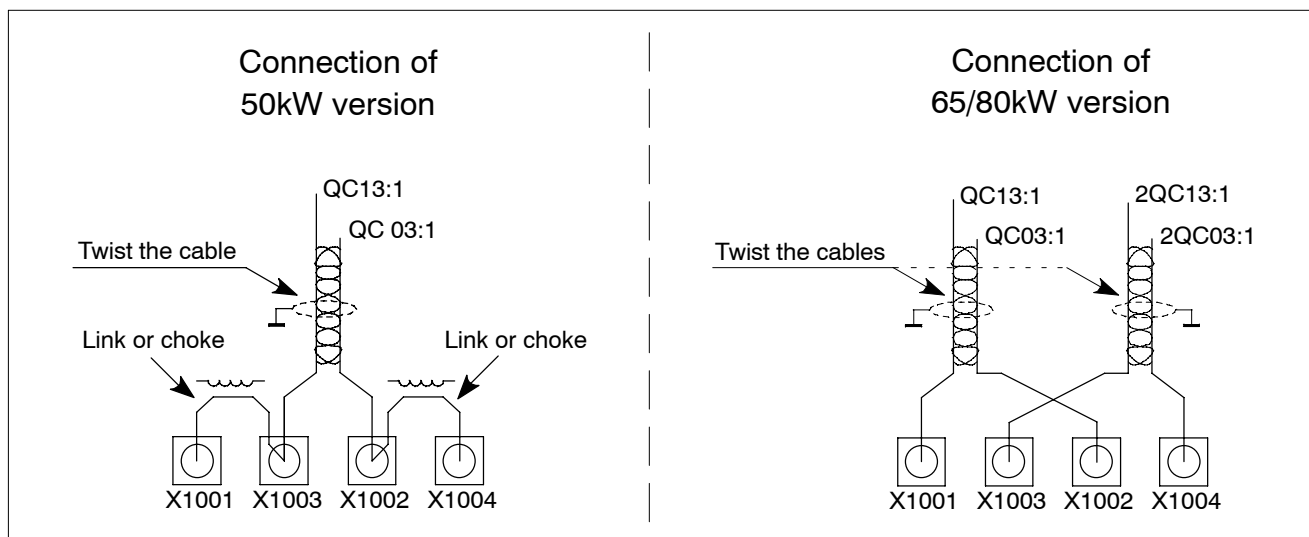 Connection of
50kW version
QC13:1
QC 03:1
Twist the cable
Link or choke
Link or choke
X1001 X1003 X1002 X1004
Connection of
65/80kW version
QC13:1
2QC13:1
QC03:1
2QC03:1
Twist the cables
X1001 X1003 X1002 X1004